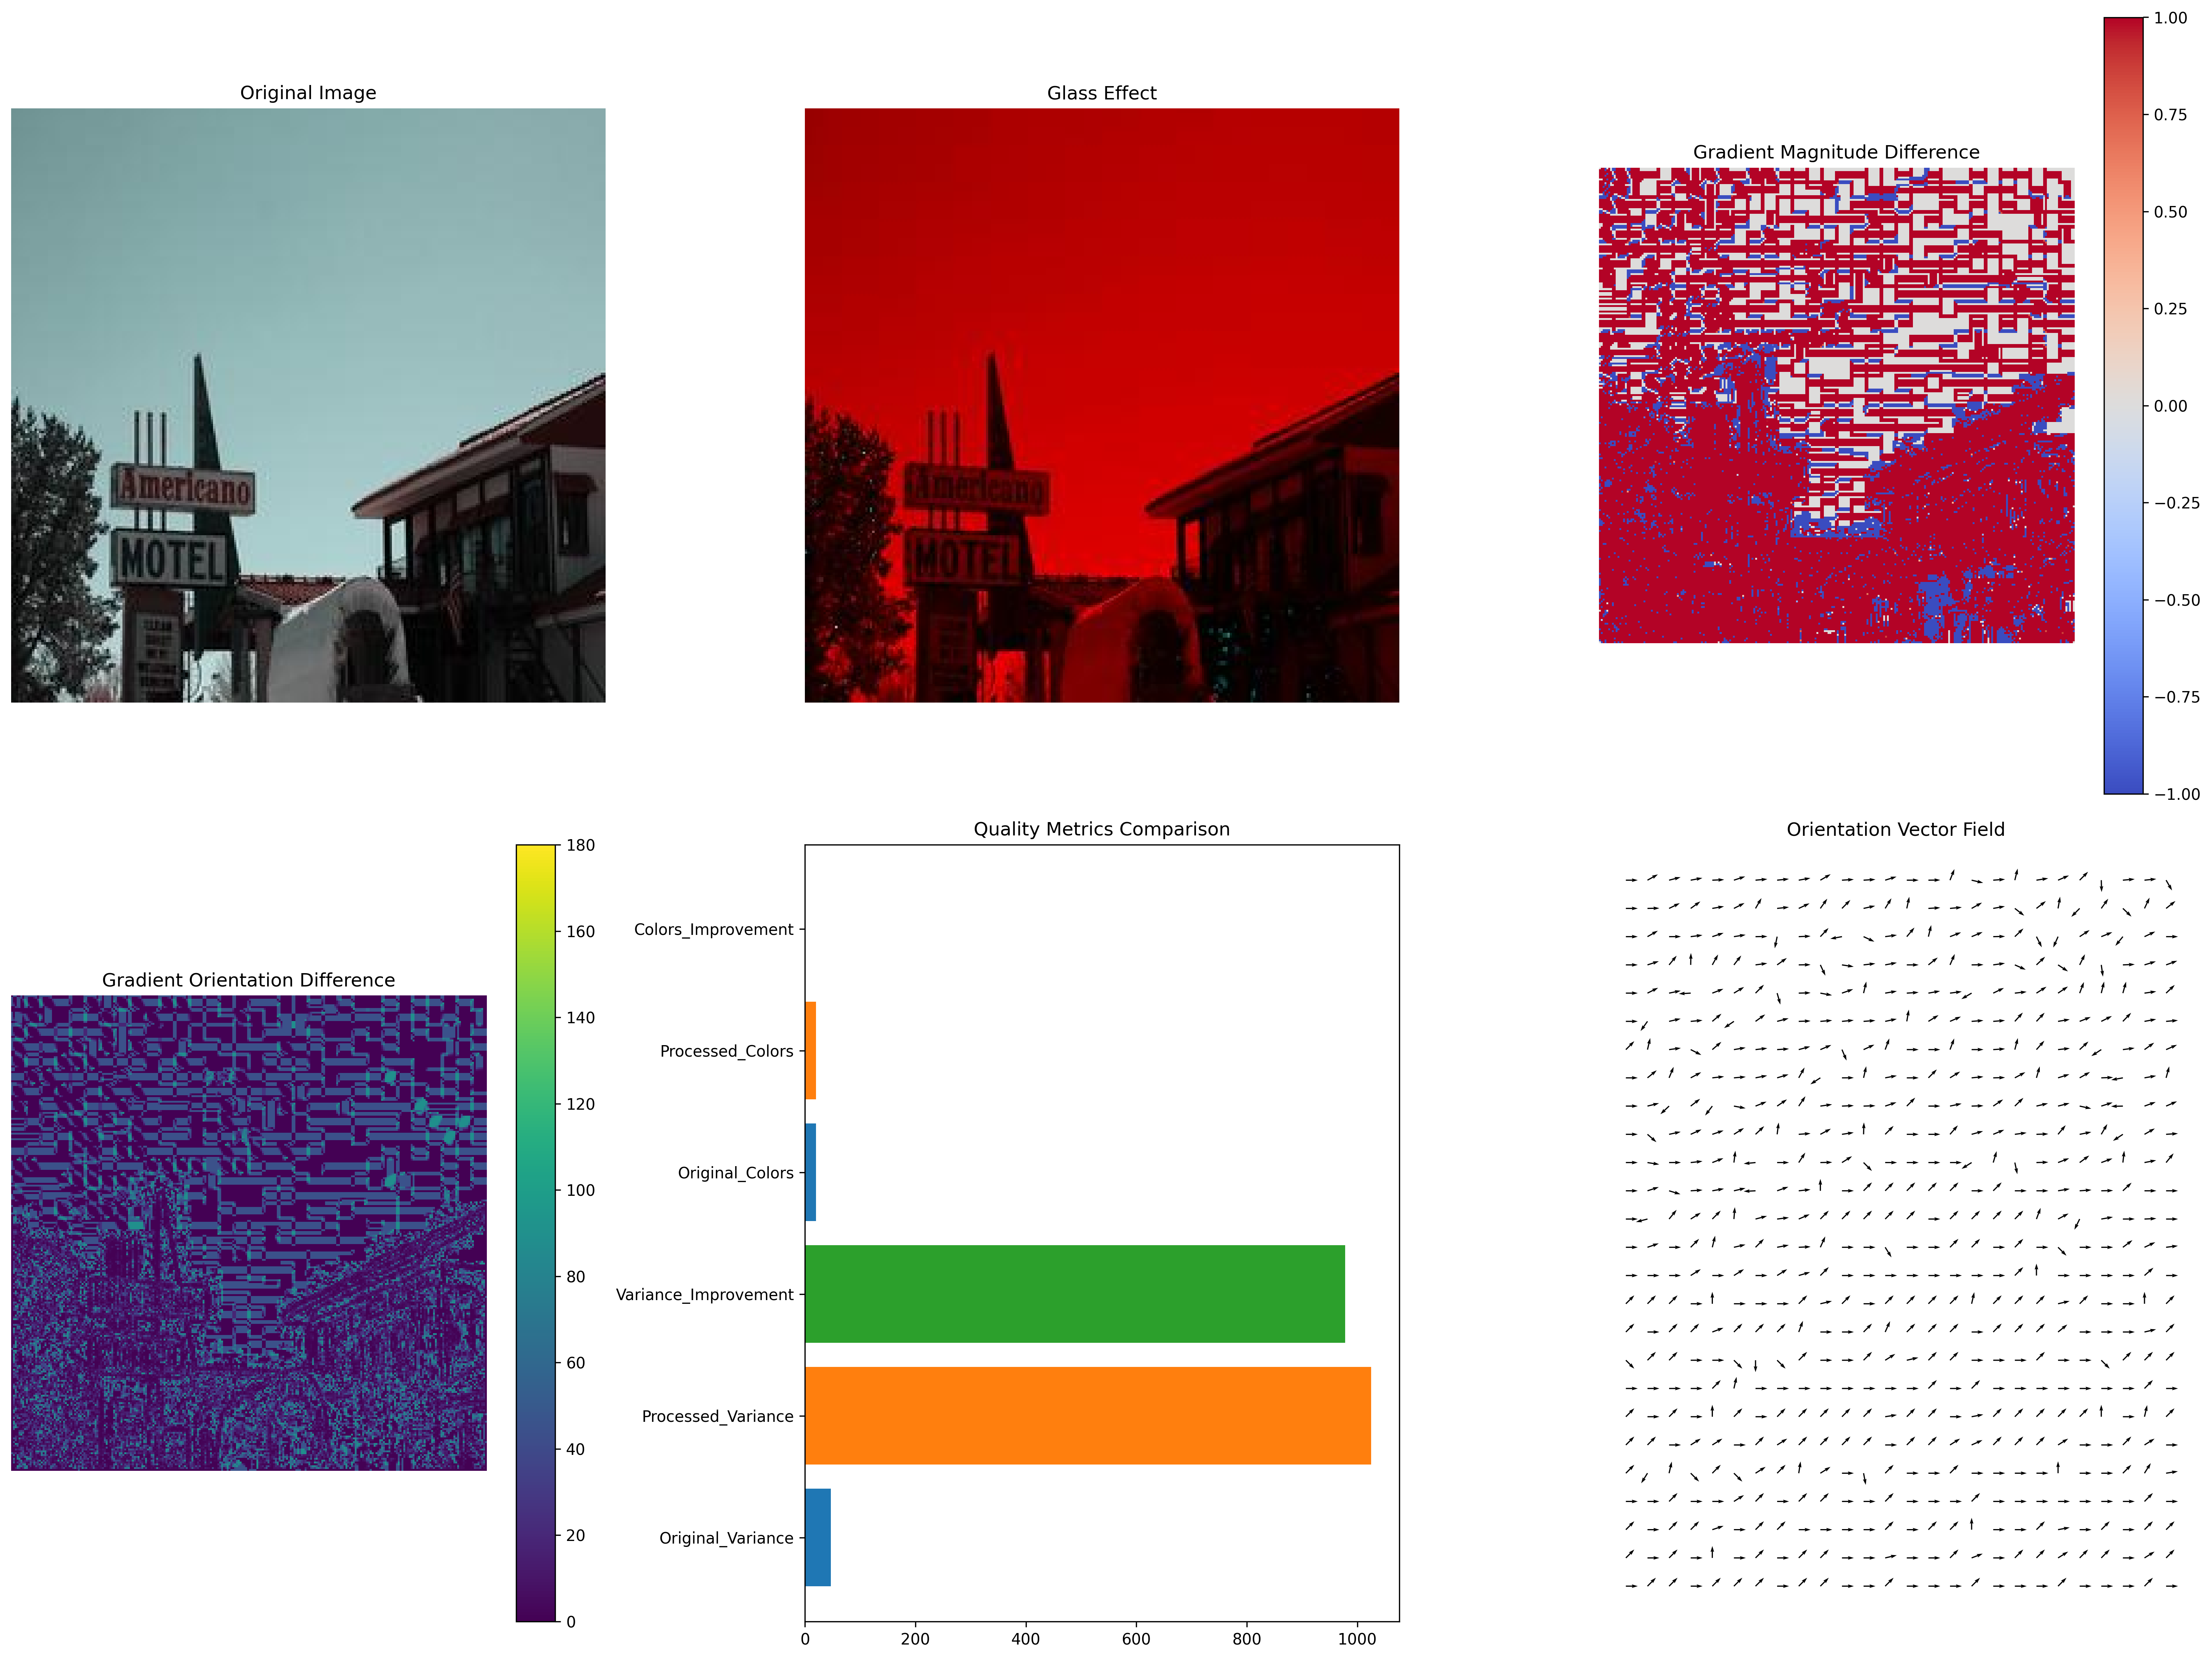 Original Image
Americano
MOTEL
Glass Effect
Americano
MOTEL
Gradient Magnitude Difference
1.00
0.75
0.50
0.25
0.00
−0.25
−0.50
−0.75
−1.00
Gradient Orientation Difference
180
160
140
120
100
80
60
40
20
0
Quality Metrics Comparison
Colors_Improvement
Processed_Colors
Original_Colors
Variance_Improvement
Processed_Variance
Original_Variance
0 200 400 600 800 1000
Orientation Vector Field